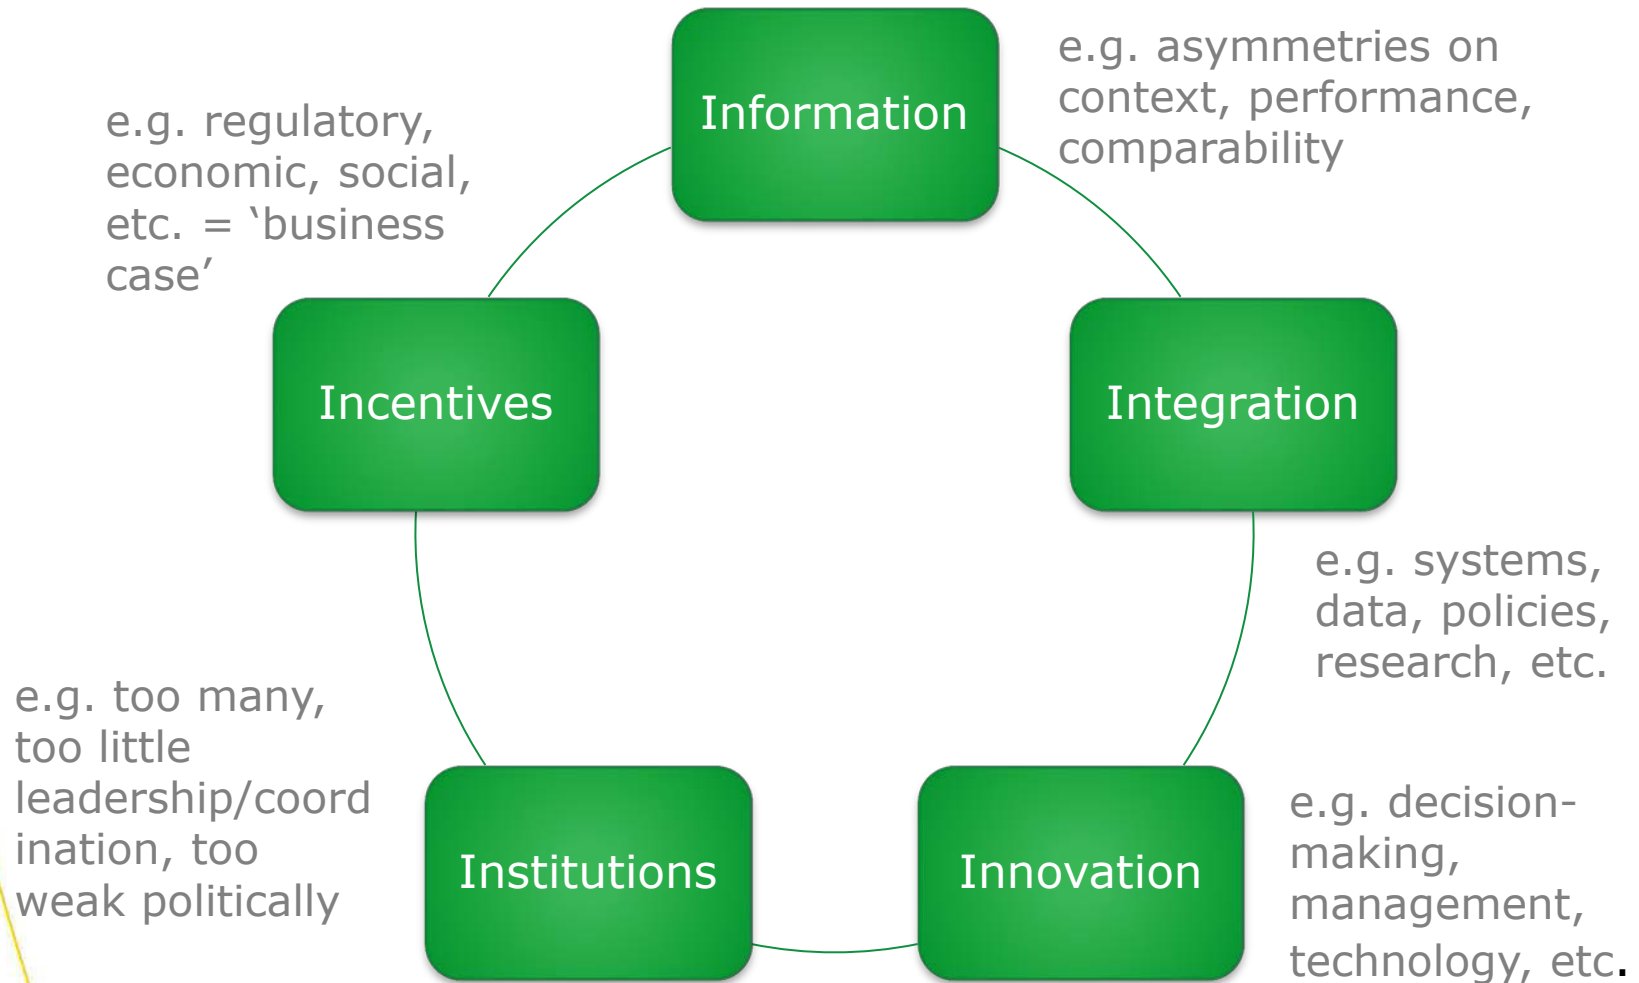 Information
e.g. asymmetries on
context, performance,
comparability
e.g. regulatory,
economic, social,
etc. = ‘business
case’
Incentives
Integration
e.g. systems,
data, policies,
research, etc.
e.g. too many,
too little
leadership/coord
ination, too
weak politically
Institutions
Innovation
e.g. decision-
making,
management,
technology, etc.